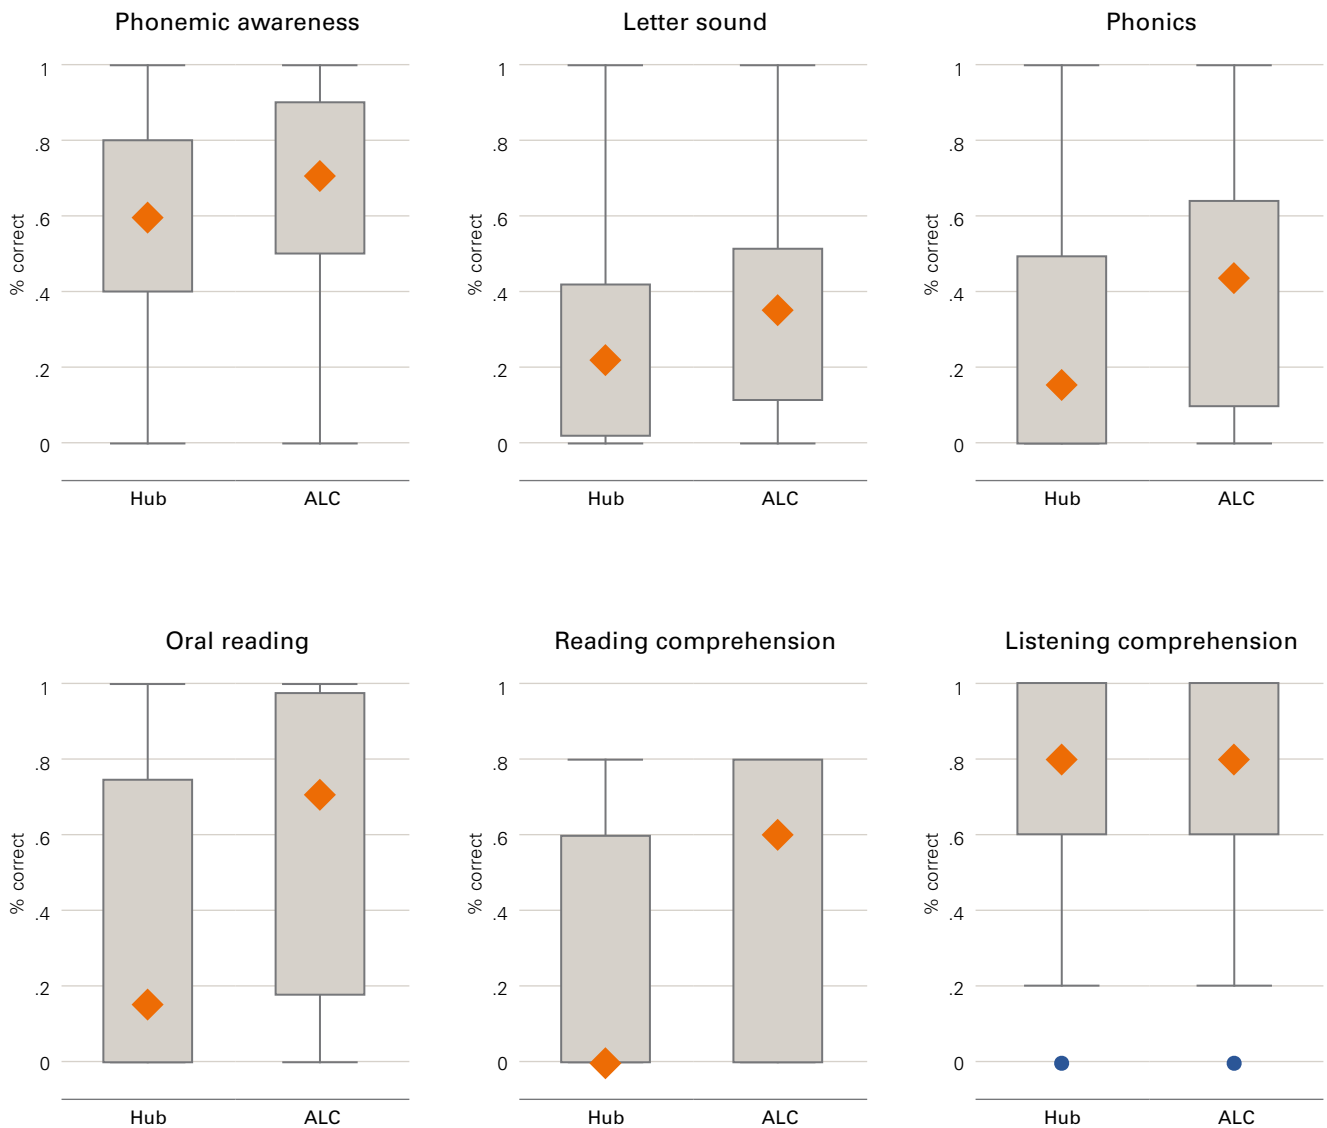 Phonemic awareness
% correct
1
.8
.6
.4
.2
0
Hub ALC
Letter sound
% correct
1
.8
.6
.4
.2
0
Hub ALC
Phonics
% correct
1
.8
.6
.4
.2
0
Hub ALC
Oral reading
% correct
1
.8
.6
.4
.2
0
Hub ALC
Reading comprehension
% correct
1
.8
.6
.4
.2
0
Hub ALC
Listening comprehension
% correct
1
.8
.6
.4
.2
0
Hub ALC